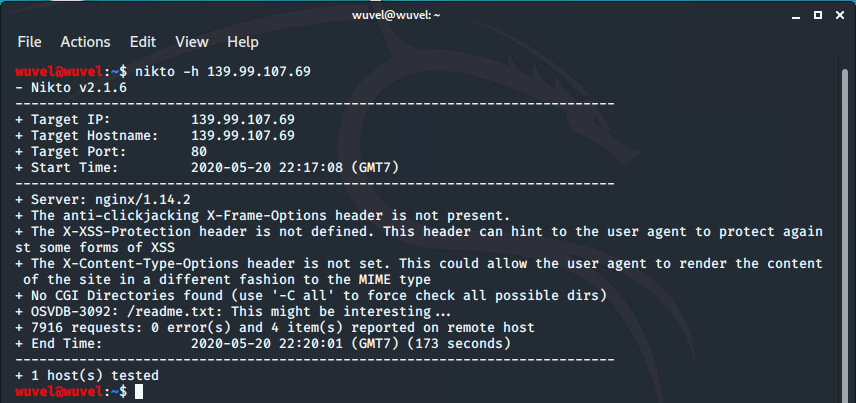 wuvel@wuvel: ~
File Actions Edit View Help
wuvel@wuvel:~$ nikto -h 139.99.107.69
- Nikto v2.1.6
---------------------------------------------------------------------------
+ Target IP:          139.99.107.69
+ Target Hostname:    139.99.107.69
+ Target Port:        80
+ Start Time:         2020-05-20 22:17:08 (GMT7)
---------------------------------------------------------------------------
+ Server: nginx/1.14.2
+ The anti-clickjacking X-Frame-Options header is not present.
+ The X-XSS-Protection header is not defined. This header can hint to the user agent to protect again
st some forms of XSS
+ The X-Content-Type-Options header is not set. This could allow the user agent to render the content
 of the site in a different fashion to the MIME type
+ No CGI Directories found (use '-C all' to force check all possible dirs)
+ OSVDB-3092: /readme.txt: This might be interesting...
+ 7916 requests: 0 error(s) and 4 item(s) reported on remote host
+ End Time:           2020-05-20 22:20:01 (GMT7) (173 seconds)
---------------------------------------------------------------------------
+ 1 host(s) tested
wuvel@wuvel:~$